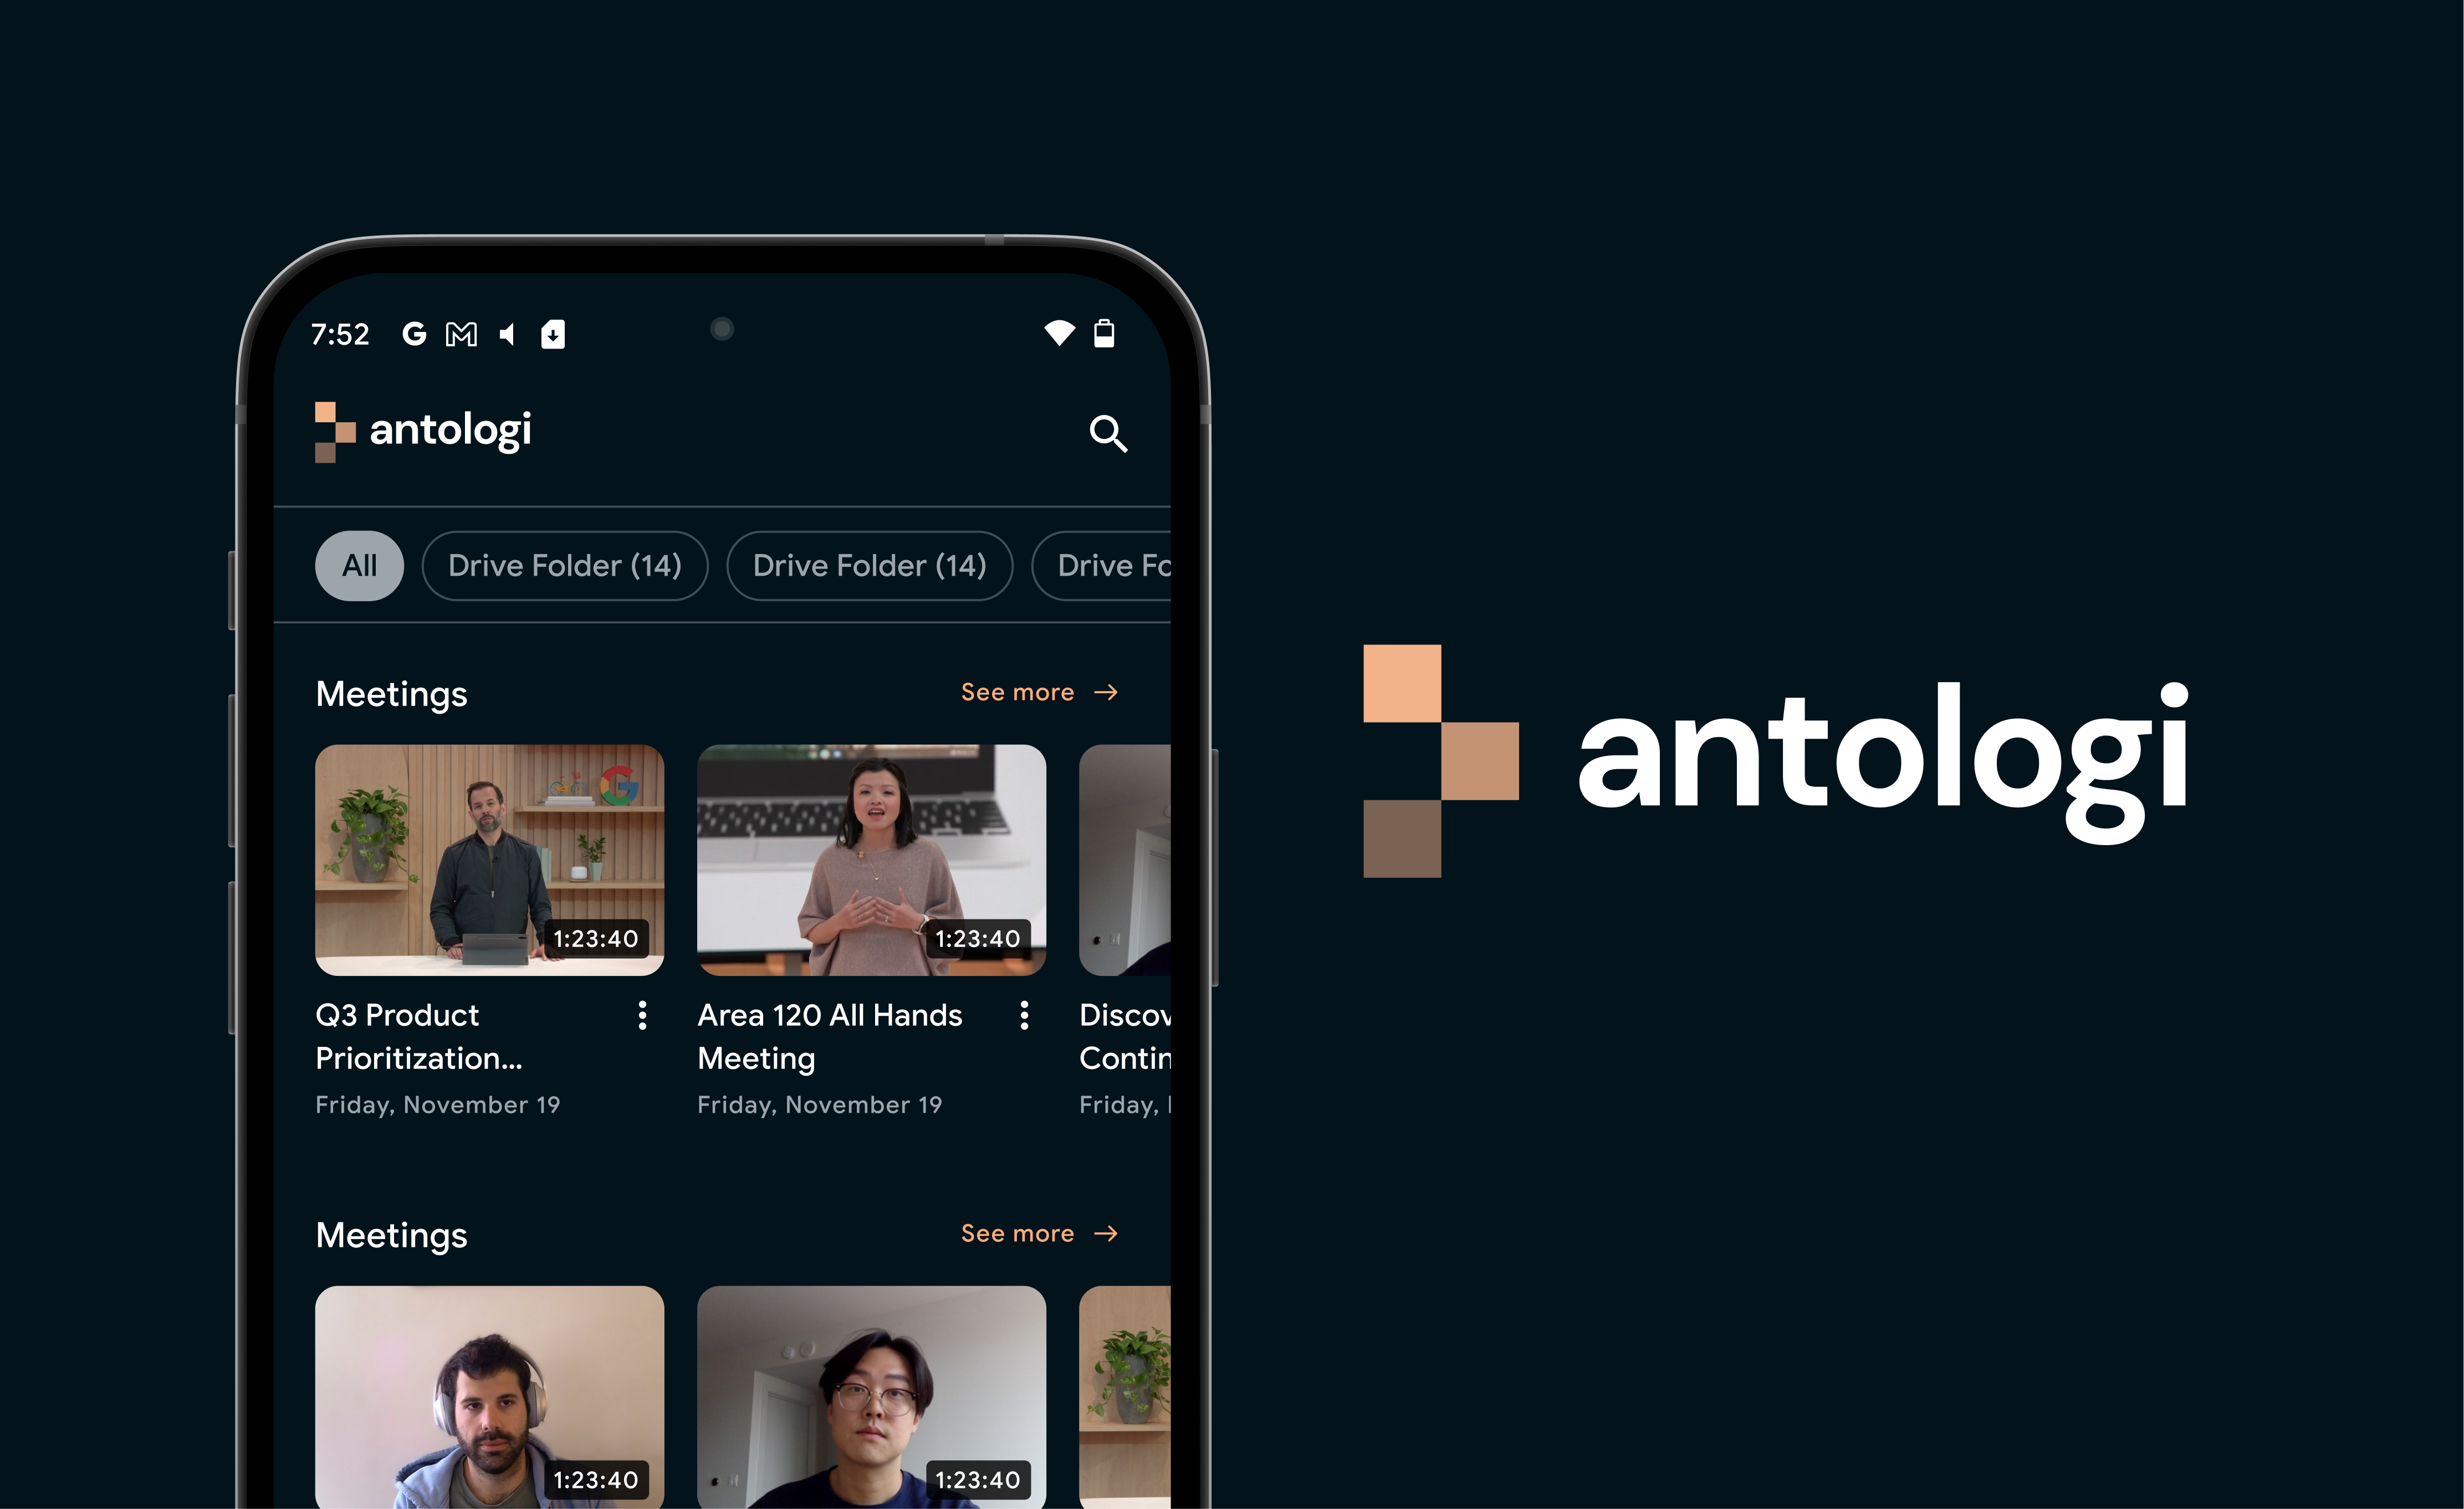 7:52
antologi
All
Drive Folder (14)
Drive Folder (14)
Drive Fo
Meetings
See more →
1:23:40
1:23:40
Q3 Product
Prioritization...
Friday, November 19
Area 120 All Hands
Meeting
Friday, November 19
Discov
Contin
Friday,
Meetings
See more →
1:23:40
1:23:40
antologi